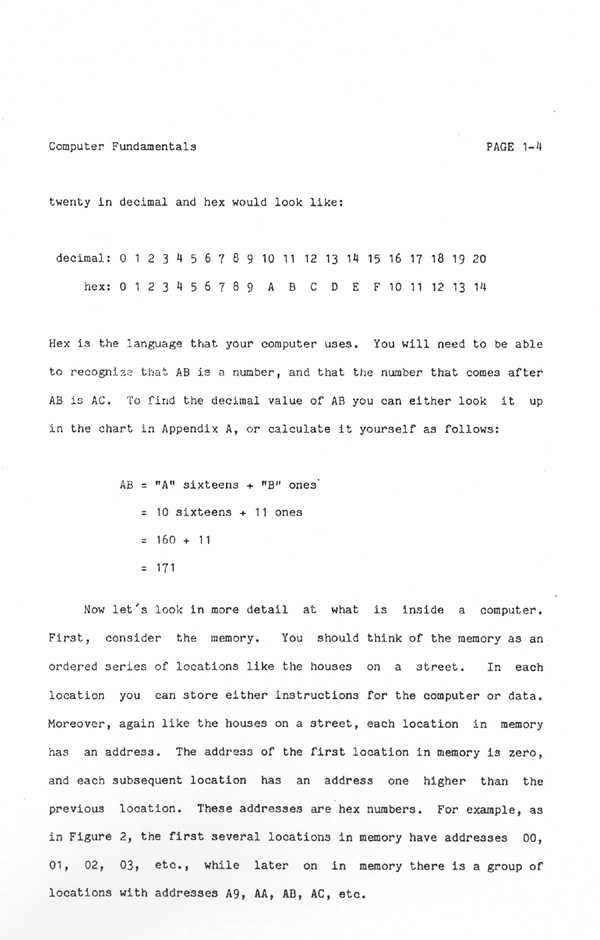 Computer Fundamentals PAGE 1-4
twenty in decimal and hex would look like:
decimal: 0 1 2 3 4 5 6 7 8 9 10 11 12 13 14 15 16 17 18 19 20
hex: 0 1 2 3 4 5 6 7 8 9 A B C D E F 10 11 12 13 14
Hex is the language that your computer uses. You will need to be able
to recognize that AB is a number, and that the number that comes after
AB is AC. To find the decimal value of AB you can either look it up
in the chart in Appendix A, or calculate it yourself as follows:
AB = "A" sixteens + "B" ones
= 10 sixteens + 11 ones
= 160 + 11
= 171
Now let's look in more detail at what is inside a computer.
First, consider the memory. You should think of the memory as an
ordered series of locations like the houses on a street. In each
location you can store either instructions for the computer or data.
Moreover, again like the houses on a street, each location in memory
has an address. The address of the first location in memory is zero,
and each subsequent location has an address one higher than the
previous location. These addresses are hex numbers. For example, as
in Figure 2, the first several locations in memory have addresses 00,
01, 02, 03, etc., while later on in memory there is a group of
locations with addresses A9, AA, AB, AC, etc.